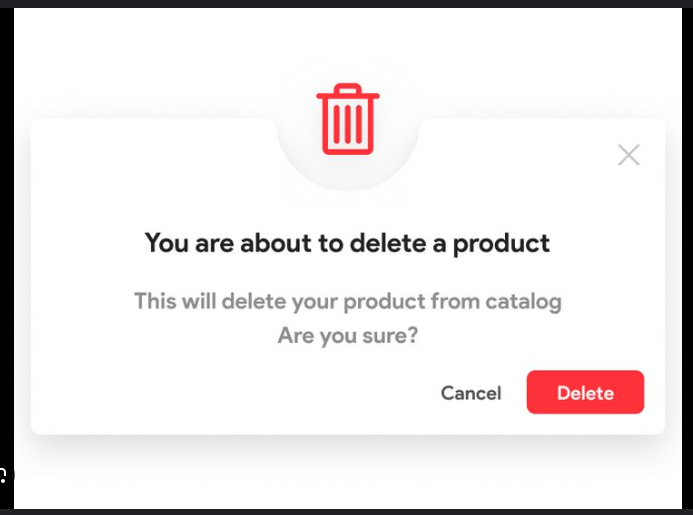 You are about to delete a product
This will delete your product from catalog
Are you sure?
Cancel
Delete